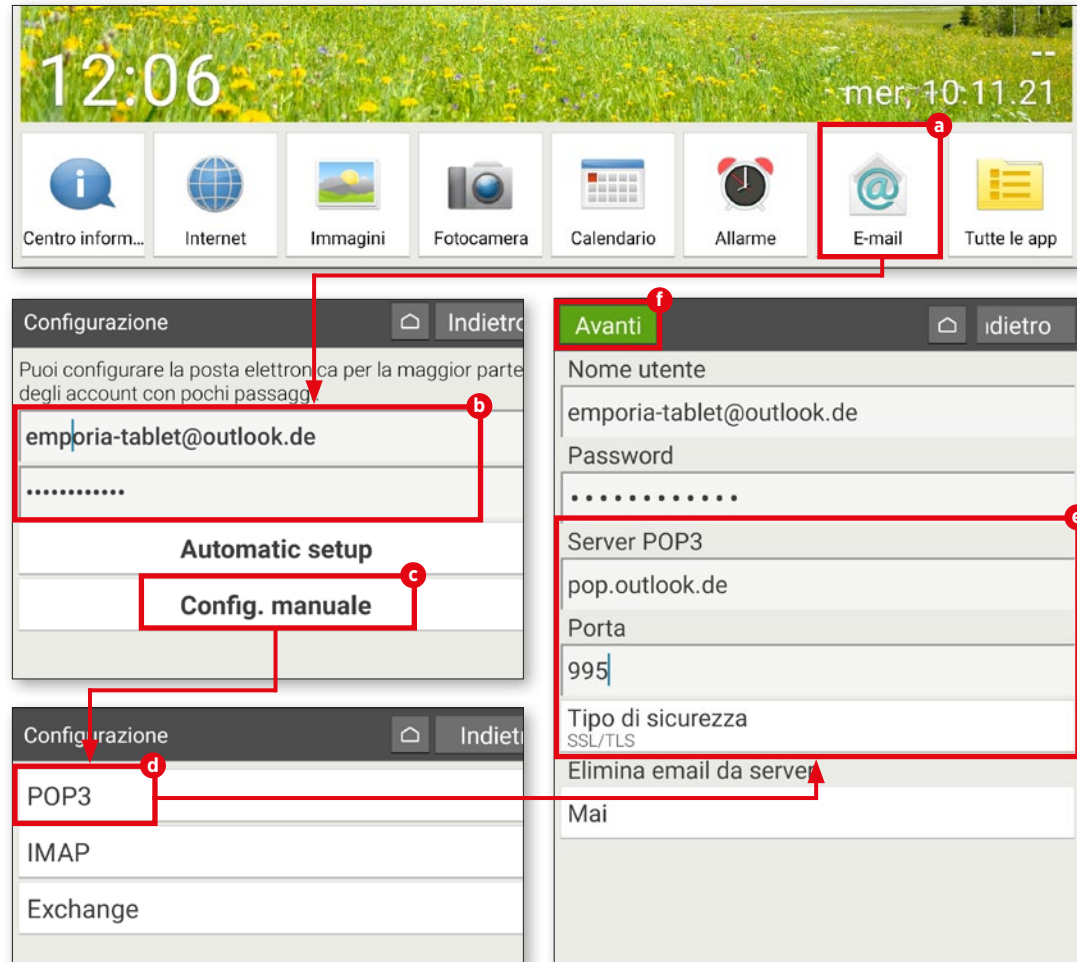 12:06
--
mer, 10.11.21
a
Centro inform...
Internet
Immagini
Fotocamera
Calendario
Allarme
E-mail
Tutte le app
Configurazione
Indietro
Puoi configurare la posta elettronica per la maggior parte
degli account con pochi passaggi.
b
emporia-tablet@outlook.de
••••••••••••
Automatic setup
c
Config. manuale
Configurazione
Indieti
d
POP3
IMAP
Exchange
f
Avanti
ıdietro
Nome utente
emporia-tablet@outlook.de
Password
••••••••••••
e
Server POP3
pop.outlook.de
Porta
995
Tipo di sicurezza
SSL/TLS
Elimina email da server
Mai